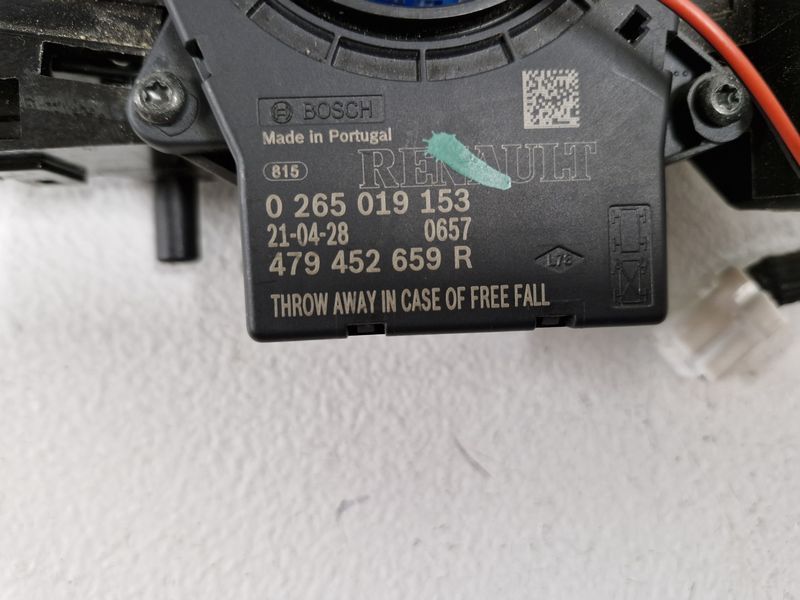 BOSCH
Made in Portugal
RENAULT
815
0 265 019 153
21-04-28 0657
479 452 659 R
L78
THROW AWAY IN CASE OF FREE FALL